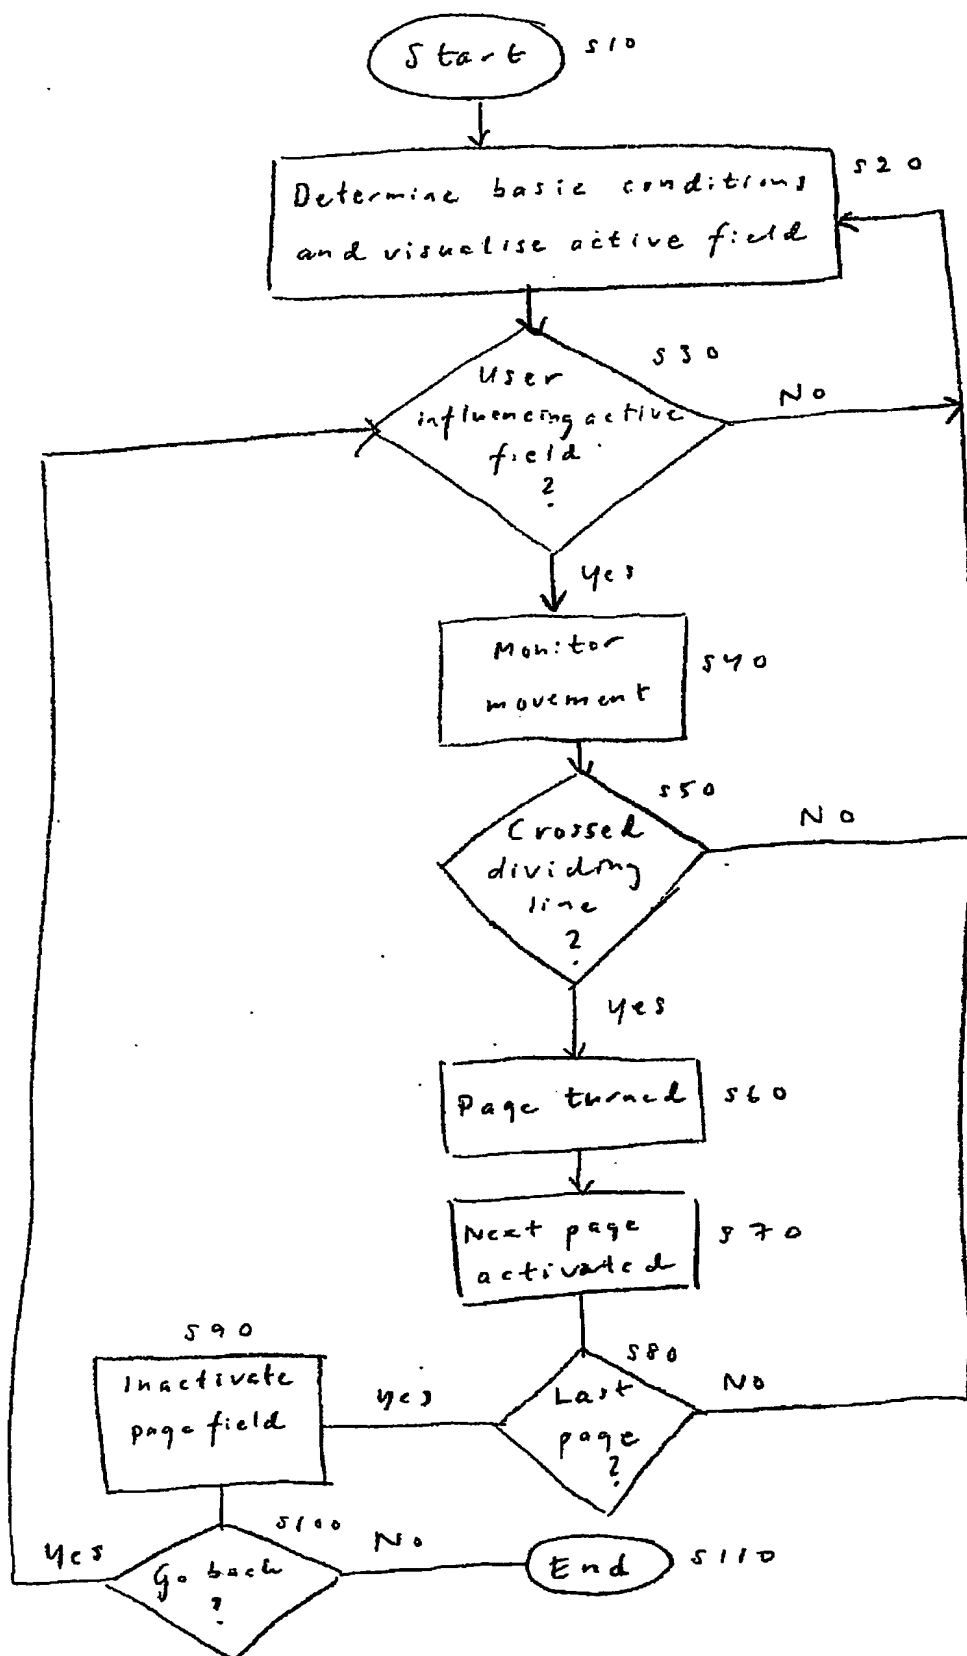 Start
S10
S20
Determine basic conditions
and visualise active field
S30
User
influencing active
field
?
No
Yes
Monitor
movement
S40
S50
Crossed
dividing
line
?
No
Yes
Page turned
S60
Next page
activated
S70
S80
Last
page
?
Yes
No
S90
Inactivate
page field
S100
Go back
?
Yes
No
End
S110